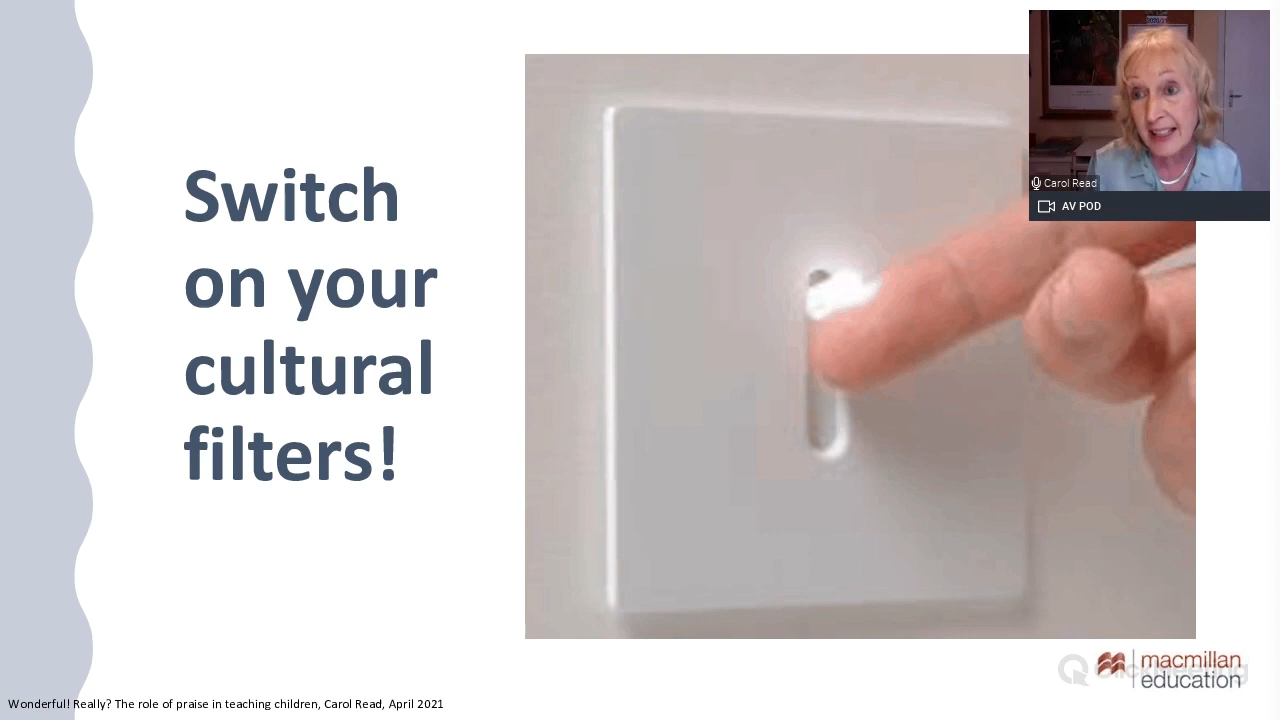 Switch
on your
cultural
filters!
Carol Read
AV POD
macmillan
education
ClickMeeting
Wonderful! Really? The role of praise in teaching children, Carol Read, April 2021